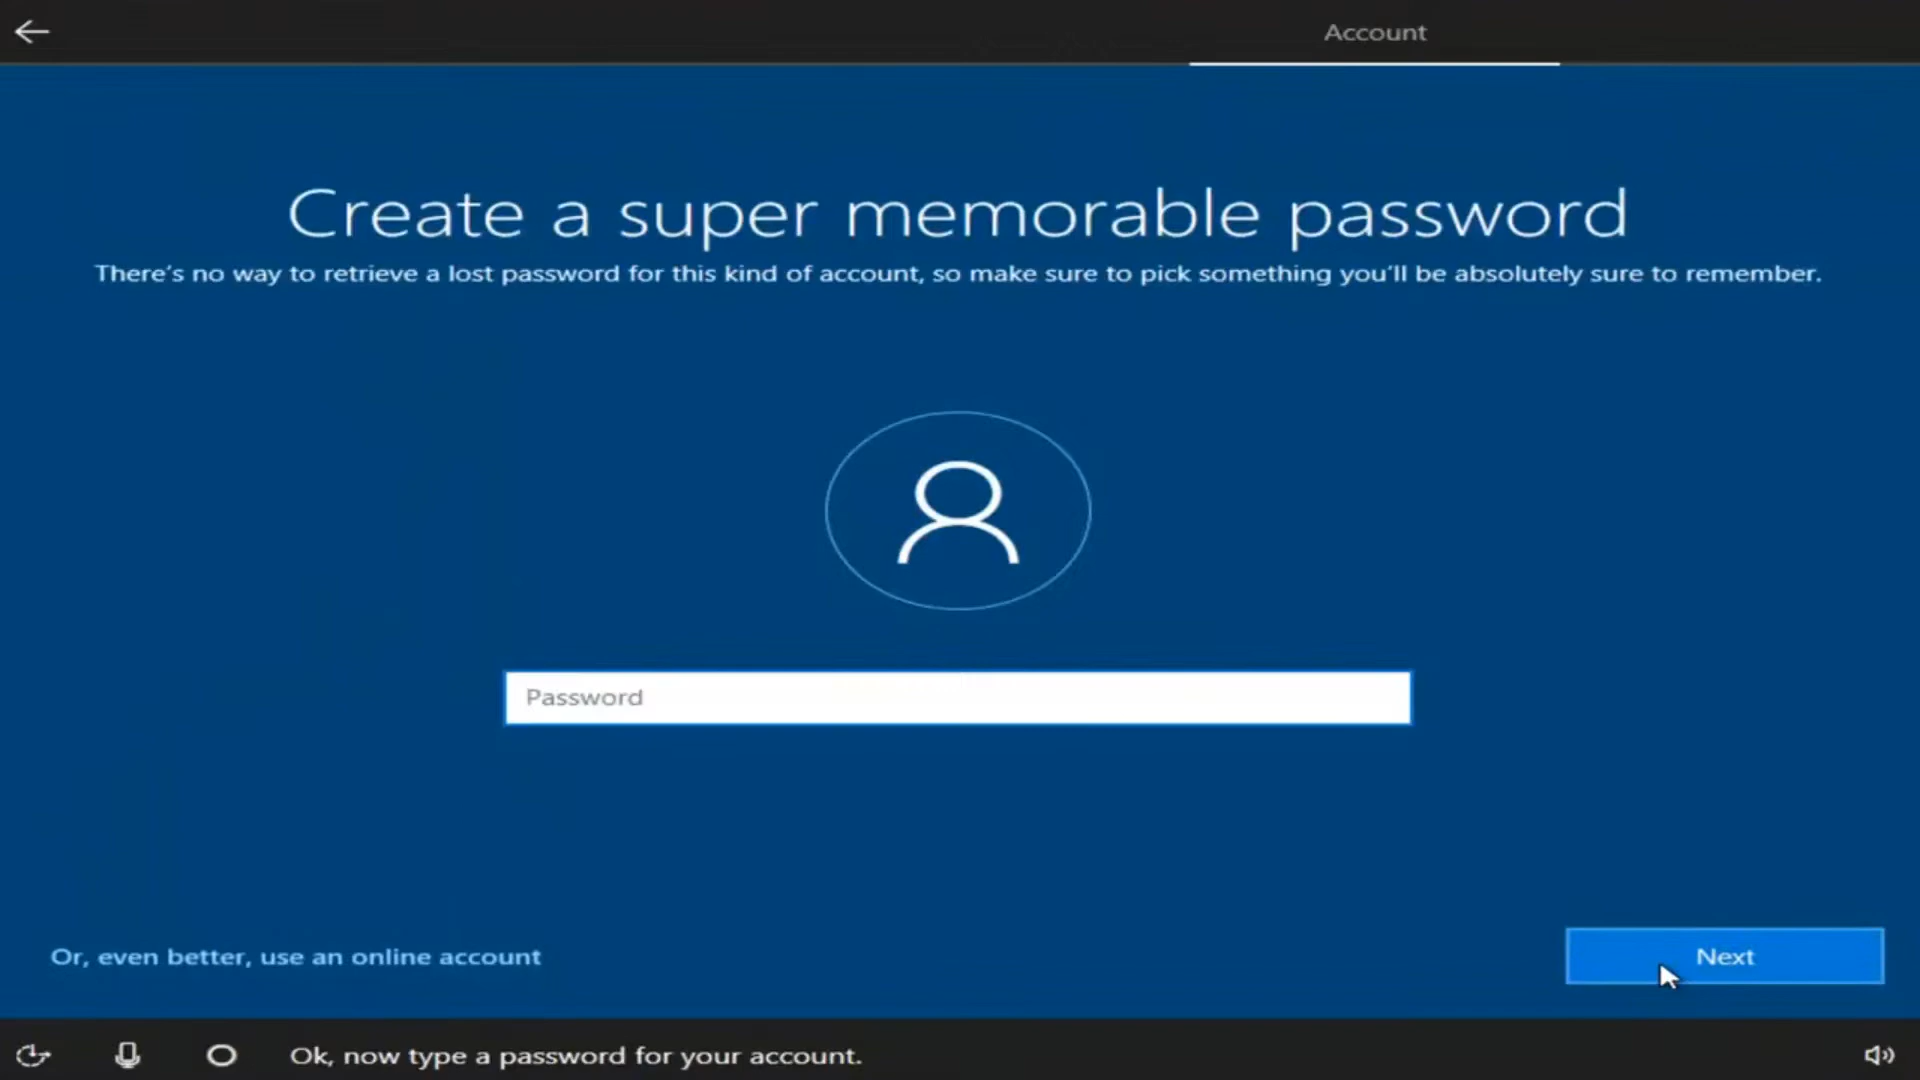 Account
Create a super memorable password
There's no way to retrieve a lost password for this kind of account, so make sure to pick something you'll be absolutely sure to remember.
Password
Or, even better, use an online account
Next
Ok, now type a password for your account.